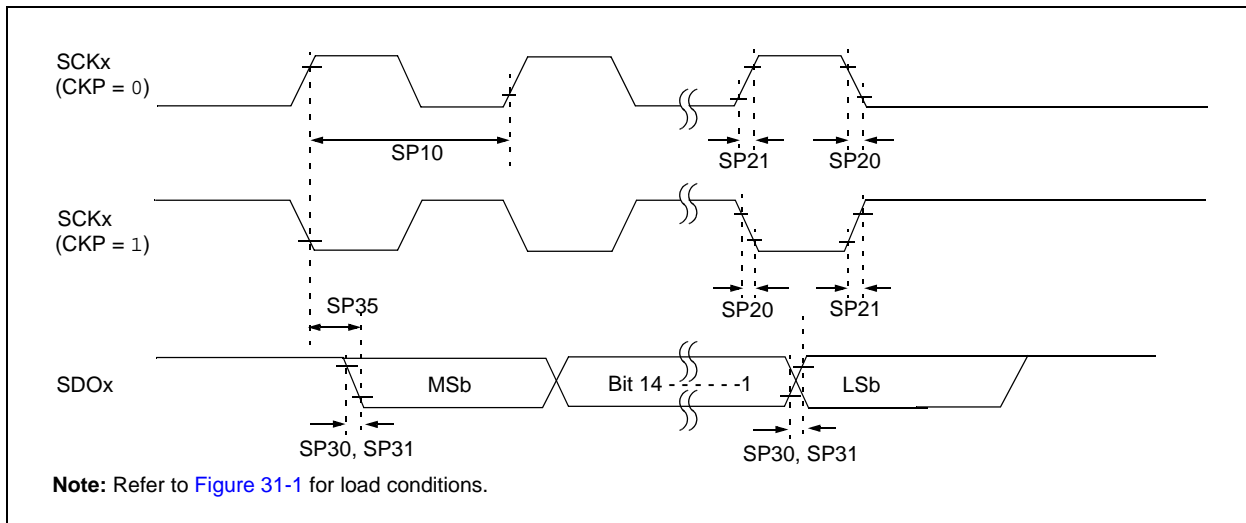 SCKx
(CKP = 0)
SP10
SP21
SP20
SCKx
(CKP = 1)
SP35
SP20
SP21
SDOx
MSb
Bit 14 - - - - - -1
LSb
SP30, SP31
SP30, SP31
Note: Refer to Figure 31-1 for load conditions.